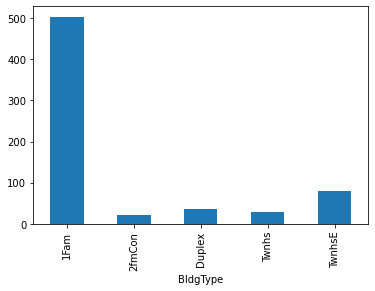 500
400
300
200
100
0
1Fam
2fmCon
Duplex
Twnhs
TwnhsE
BldgType